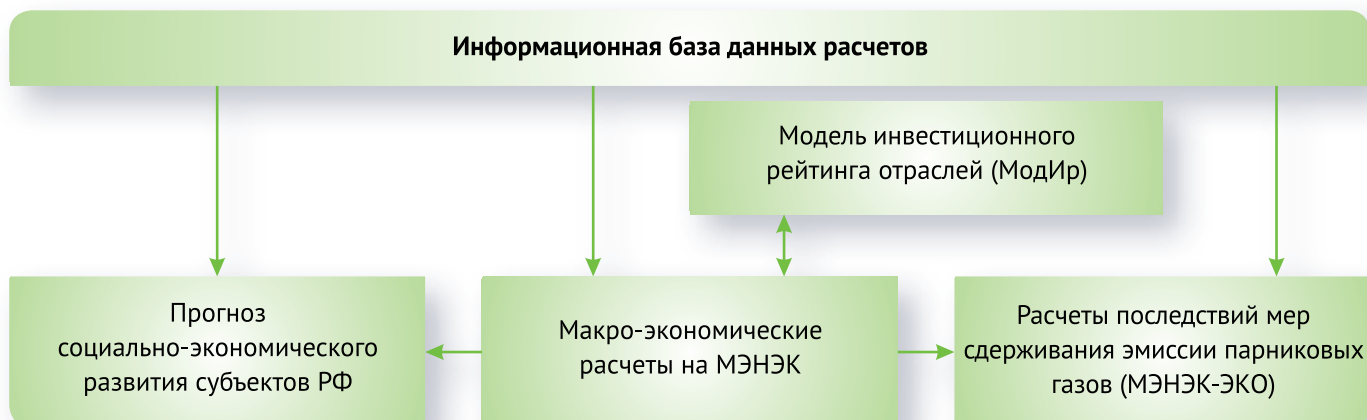 Информационная база данных расчетов
Модель инвестиционного
рейтинга отраслей (МодИр)
Прогноз
социально-экономического
развития субъектов РФ
Макро-экономические
расчеты на МЭНЭК
Расчеты последствий мер
сдерживания эмиссии парниковых
газов (МЭНЭК-ЭКО)